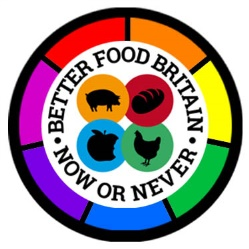 BETTER FOOD BRITAIN
• NOW OR NEVER •